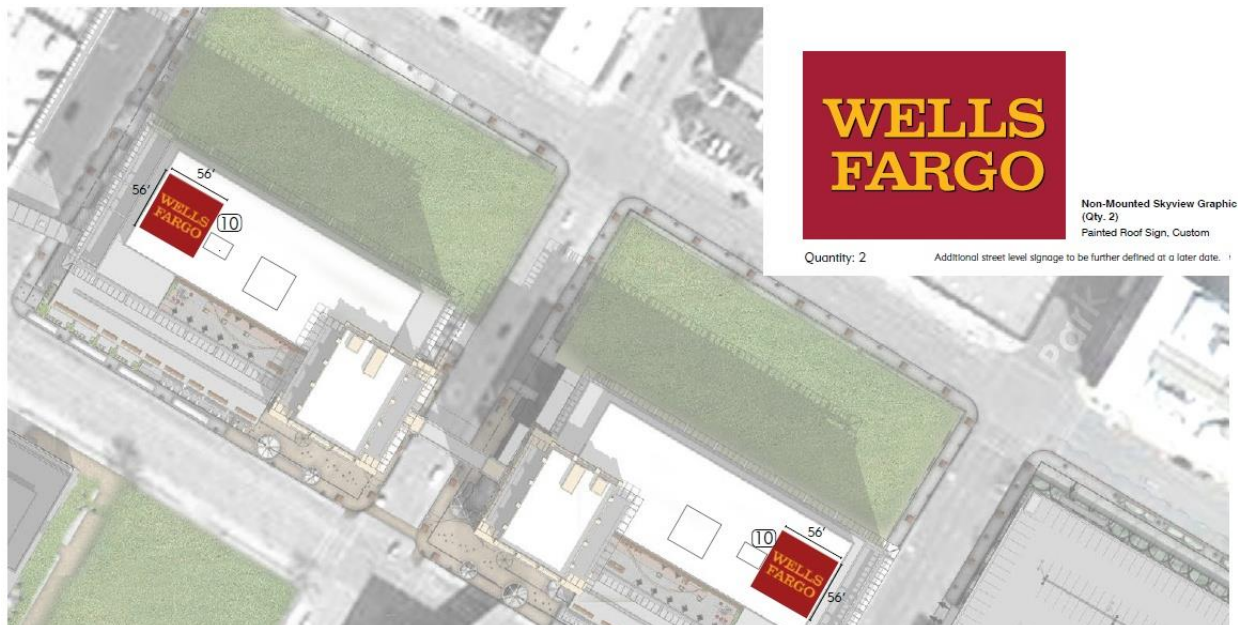 WELLS
FARGO
Non-Mounted Skyview Graphic
(Qty. 2)
Painted Roof Sign, Custom
Quantity: 2
Additional street level signage to be further defined at a later date.
56'
56'
WELLS
FARGO
10
Park
10
56'
WELLS
FARGO
56'